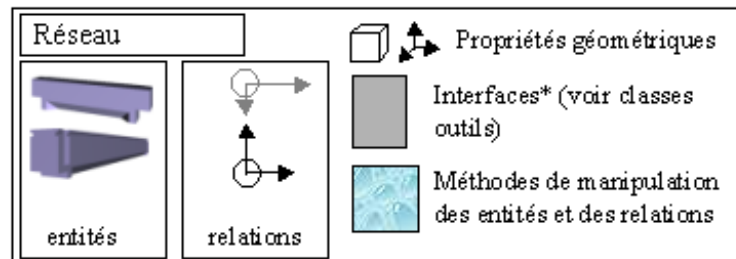 Réseau
entités
relations
Propriétés géométriques
Interfaces* (voir classes
outils)
Méthodes de manipulation
des entités et des relations